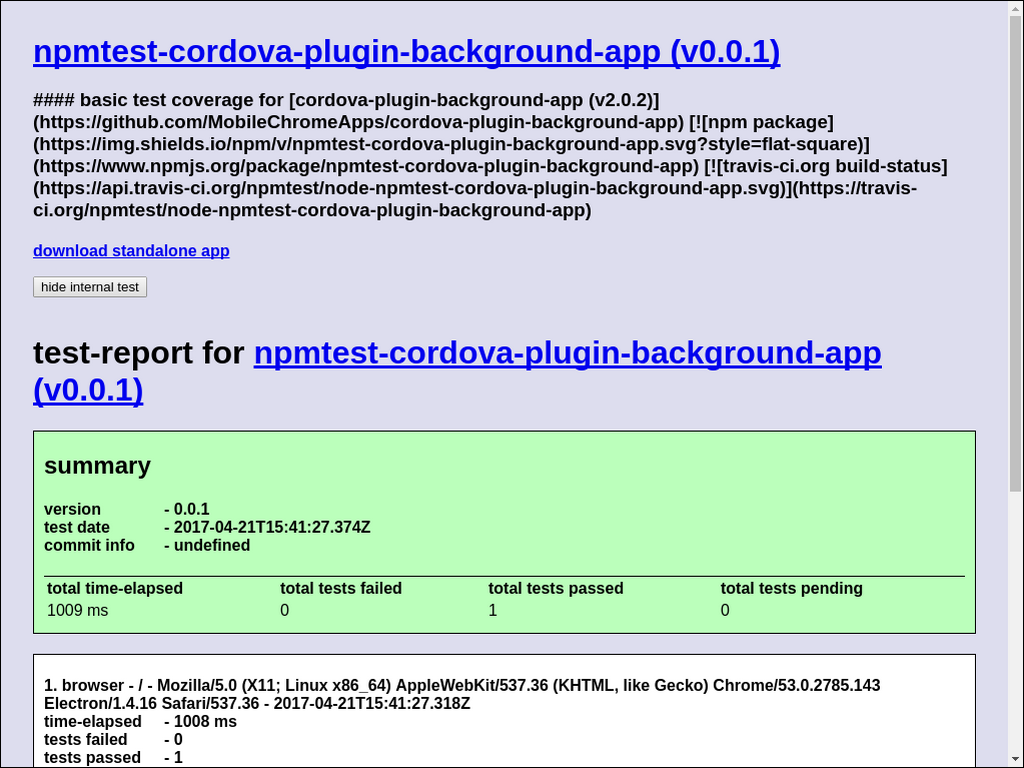 npmtest-cordova-plugin-background-app (v0.0.1)
#### basic test coverage for [cordova-plugin-background-app (v2.0.2)]
(https://github.com/MobileChromeApps/cordova-plugin-background-app) [![npm package]
(https://img.shields.io/npm/v/npmtest-cordova-plugin-background-app.svg?style=flat-square)]
(https://www.npmjs.org/package/npmtest-cordova-plugin-background-app) [![travis-ci.org build-status]
(https://api.travis-ci.org/npmtest/node-npmtest-cordova-plugin-background-app.svg)](https://travis-
ci.org/npmtest/node-npmtest-cordova-plugin-background-app)
download standalone app
hide internal test
test-report for npmtest-cordova-plugin-background-app
(v0.0.1)
summary
version - 0.0.1
test date - 2017-04-21T15:41:27.374Z
commit info - undefined
total time-elapsed total tests failed total tests passed total tests pending
1009 ms 0 1 0
1. browser - / - Mozilla/5.0 (X11; Linux x86_64) AppleWebKit/537.36 (KHTML, like Gecko) Chrome/53.0.2785.143
Electron/1.4.16 Safari/537.36 - 2017-04-21T15:41:27.318Z
time-elapsed - 1008 ms
tests failed - 0
tests passed - 1